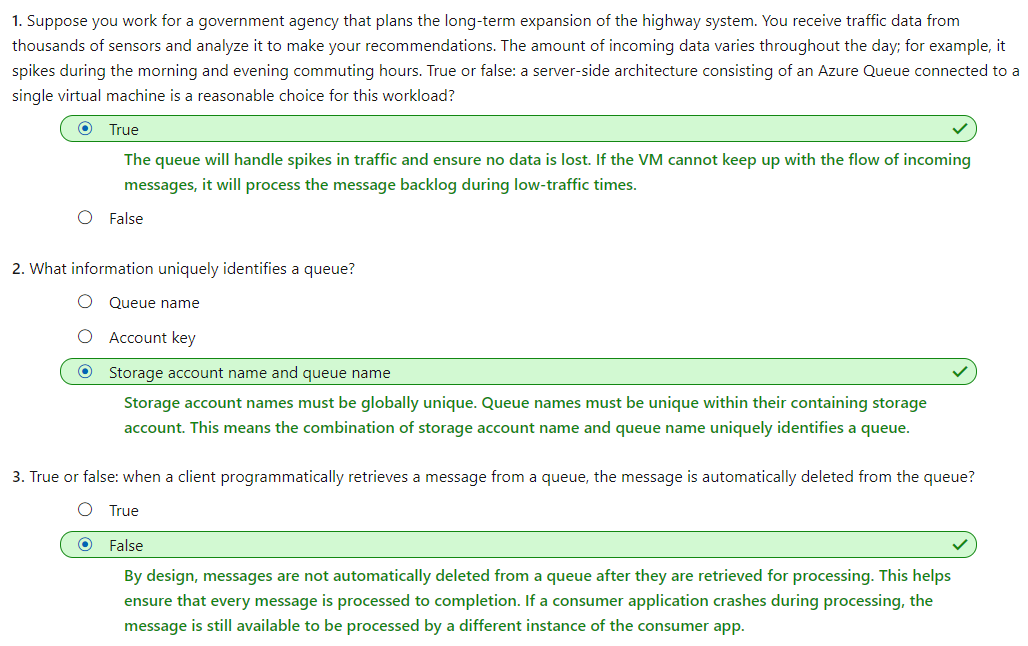 1. Suppose you work for a government agency that plans the long-term expansion of the highway system. You receive traffic data from
thousands of sensors and analyze it to make your recommendations. The amount of incoming data varies throughout the day; for example, it
spikes during the morning and evening commuting hours. True or false: a server-side architecture consisting of an Azure Queue connected to a
single virtual machine is a reasonable choice for this workload?
True
The queue will handle spikes in traffic and ensure no data is lost. If the VM cannot keep up with the flow of incoming
messages, it will process the message backlog during low-traffic times.
False
2. What information uniquely identifies a queue?
Queue name
Account key
Storage account name and queue name
Storage account names must be globally unique. Queue names must be unique within their containing storage
account. This means the combination of storage account name and queue name uniquely identifies a queue.
3. True or false: when a client programmatically retrieves a message from a queue, the message is automatically deleted from the queue?
True
False
By design, messages are not automatically deleted from a queue after they are retrieved for processing. This helps
ensure that every message is processed to completion. If a consumer application crashes during processing, the
message is still available to be processed by a different instance of the consumer app.